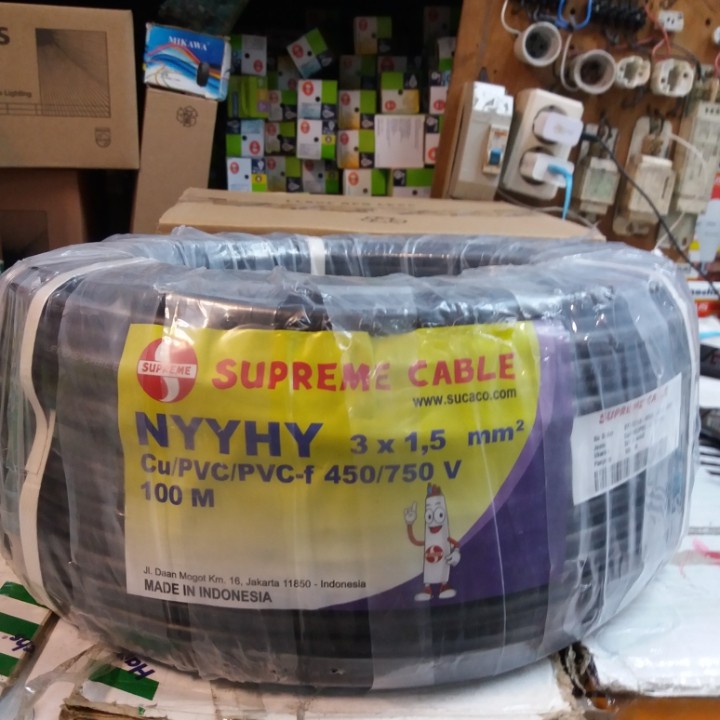 MIKAWA
SUPREME
SUPREME CABLE
www.sucaco.com
NYYHY 3 x 1,5 mm²
Cu/PVC/PVC-f 450/750 V
100 M
Jl. Daan Mogot Km. 16, Jakarta 11850 - Indonesia
MADE IN INDONESIA